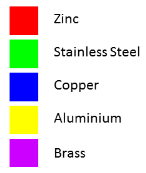 Zinc
Stainless Steel
Copper
Aluminium
Brass